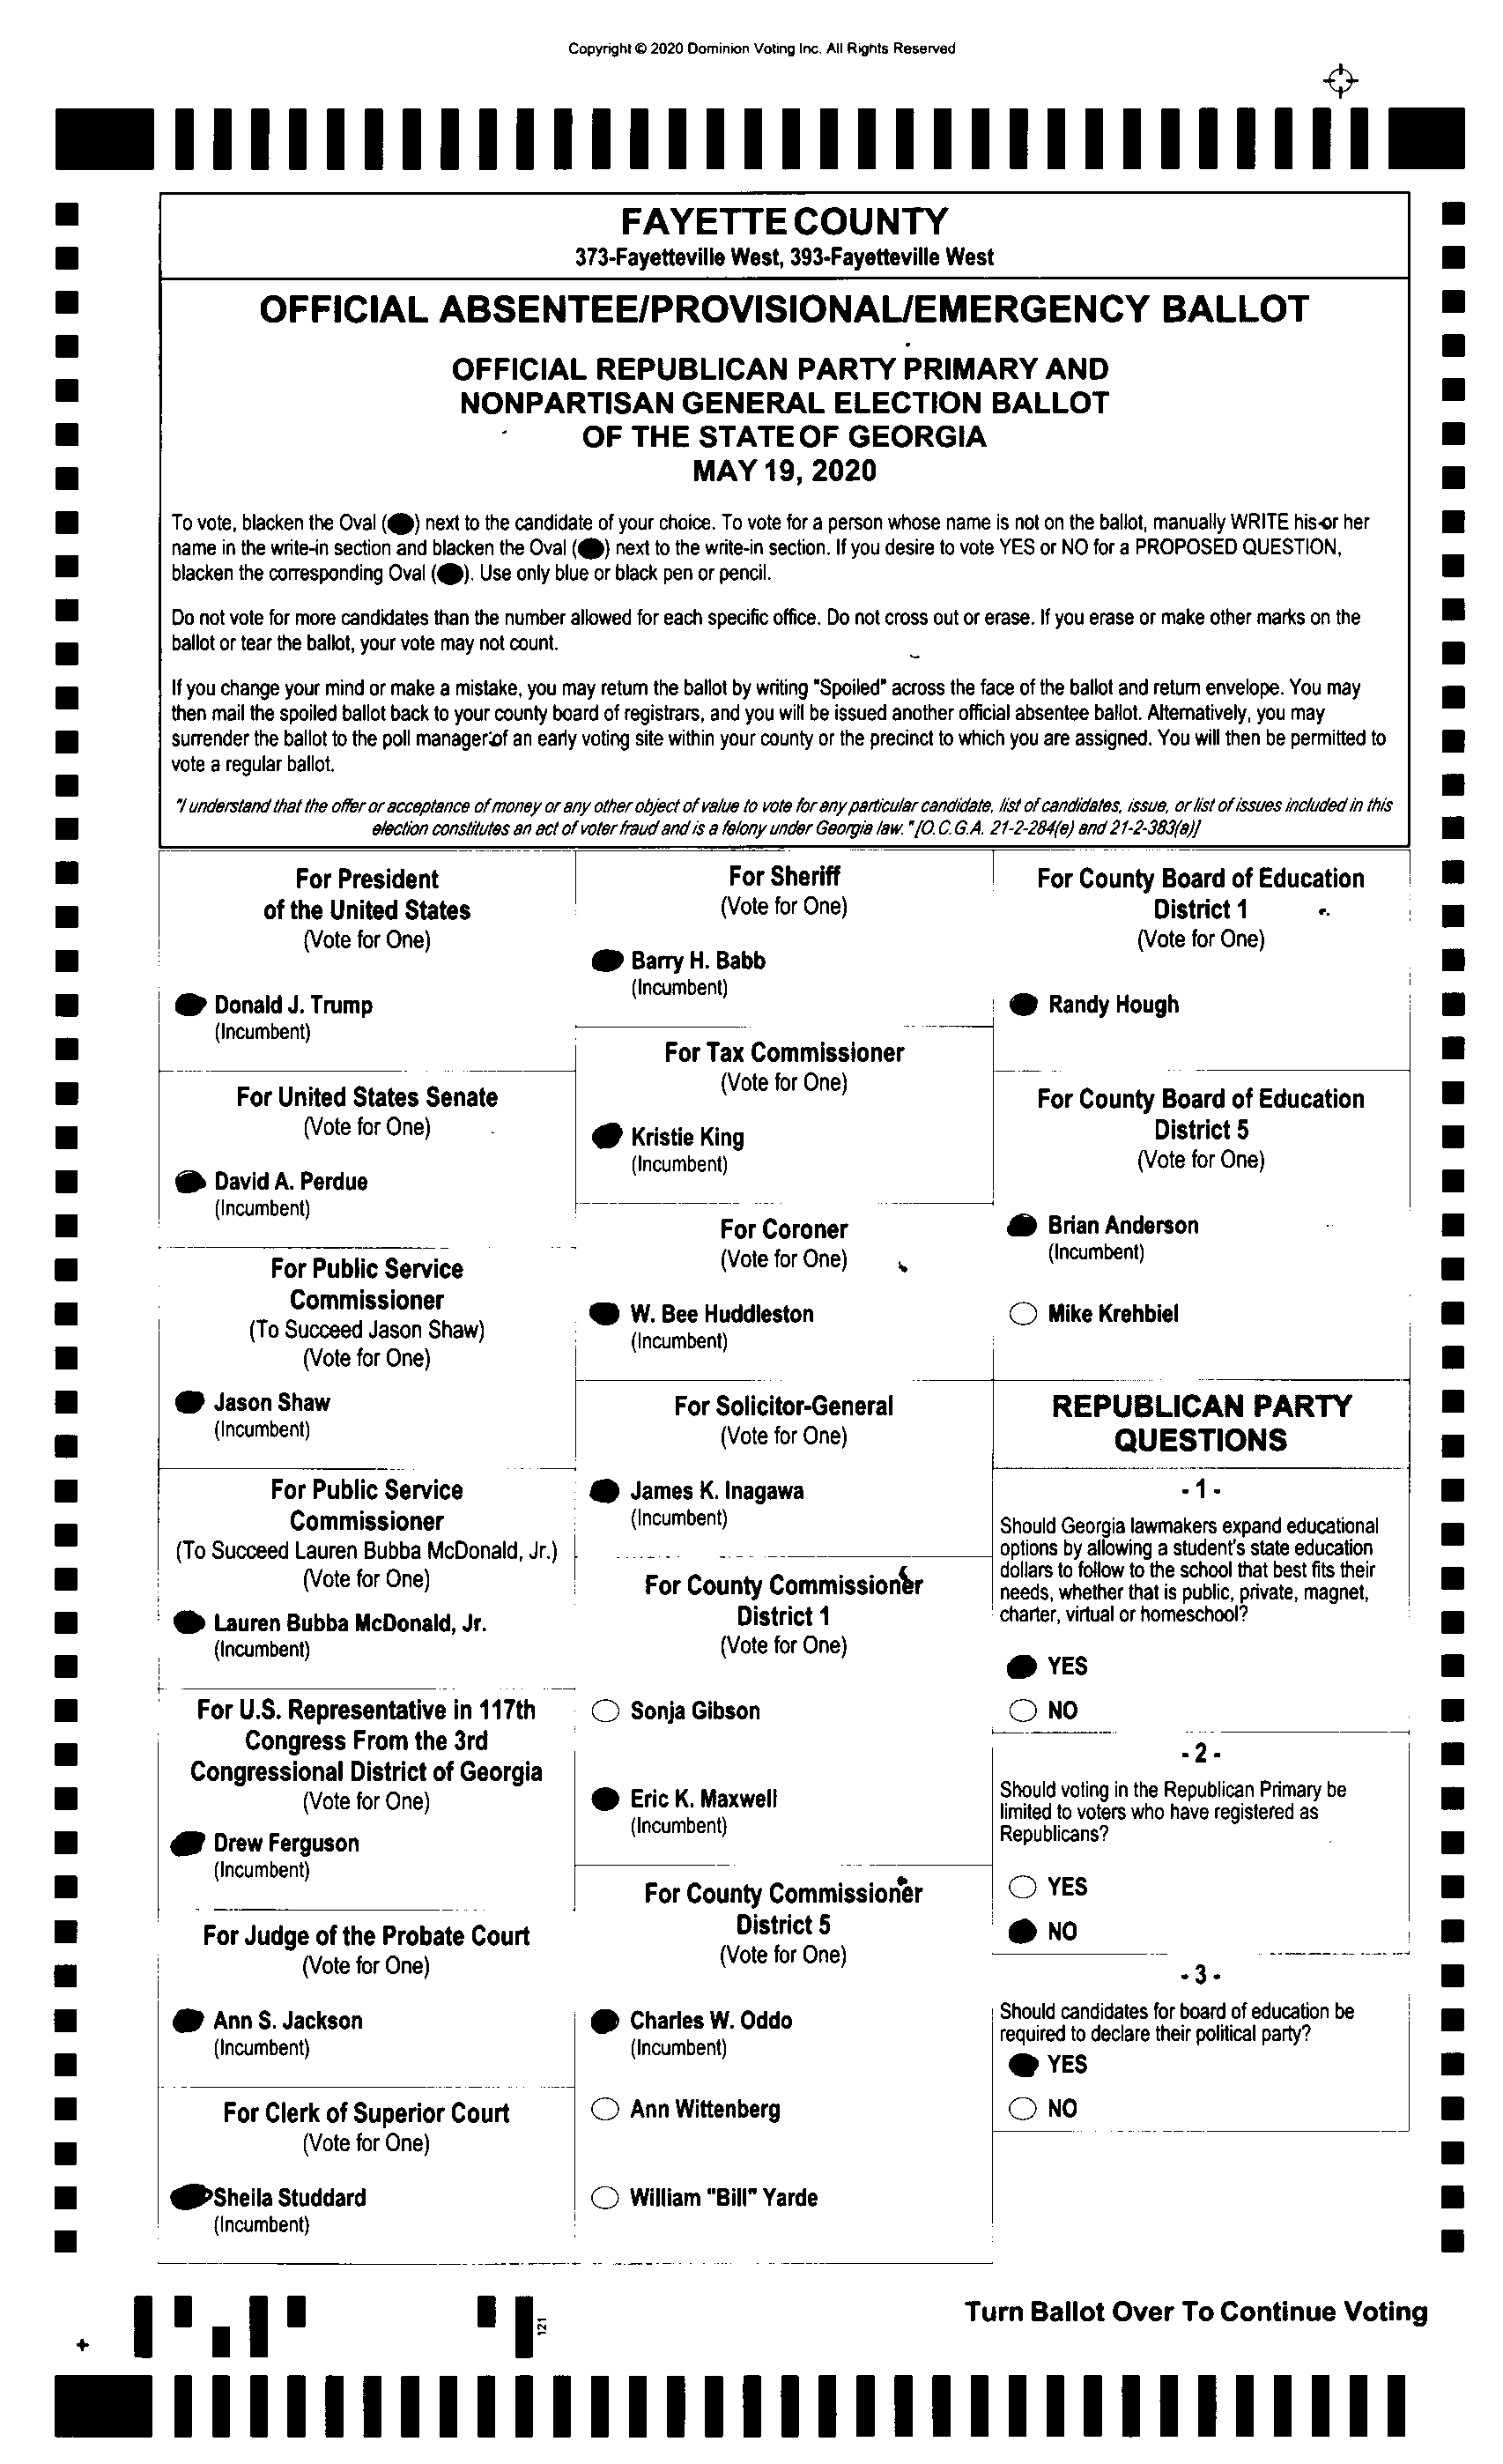 Copyright © 2020 Dominion Voting Inc. All Rights Reserved
FAYETTE COUNTY
373-Fayetteville West, 393-Fayetteville West
OFFICIAL ABSENTEE/PROVISIONAL/EMERGENCY BALLOT
OFFICIAL REPUBLICAN PARTY PRIMARY AND
NONPARTISAN GENERAL ELECTION BALLOT
OF THE STATE OF GEORGIA
MAY 19, 2020
To vote, blacken the Oval ( ) next to the candidate of your choice. To vote for a person whose name is not on the ballot, manually WRITE his or her
name in the write-in section and blacken the Oval ( ) next to the write-in section. If you desire to vote YES or NO for a PROPOSED QUESTION,
blacken the corresponding Oval ( ). Use only blue or black pen or pencil.
Do not vote for more candidates than the number allowed for each specific office. Do not cross out or erase. If you erase or make other marks on the
ballot or tear the ballot, your vote may not count.
If you change your mind or make a mistake, you may return the ballot by writing "Spoiled" across the face of the ballot and return envelope. You may
then mail the spoiled ballot back to your county board of registrars, and you will be issued another official absentee ballot. Alternatively, you may
surrender the ballot to the poll manager of an early voting site within your county or the precinct to which you are assigned. You will then be permitted to
vote a regular ballot.
"I understand that the offer or acceptance of money or any other object of value to vote for any particular candidate, list of candidates, issue, or list of issues included in this
election constitutes an act of voter fraud and is a felony under Georgia law." [O.C.G.A. 21-2-284(e) and 21-2-383(a)]
For President
of the United States
(Vote for One)
Donald J. Trump
(Incumbent)
For United States Senate
(Vote for One)
David A. Perdue
(Incumbent)
For Public Service
Commissioner
(To Succeed Jason Shaw)
(Vote for One)
Jason Shaw
(Incumbent)
For Public Service
Commissioner
(To Succeed Lauren Bubba McDonald, Jr.)
(Vote for One)
Lauren Bubba McDonald, Jr.
(Incumbent)
For U.S. Representative in 117th
Congress From the 3rd
Congressional District of Georgia
(Vote for One)
Drew Ferguson
(Incumbent)
For Judge of the Probate Court
(Vote for One)
Ann S. Jackson
(Incumbent)
For Clerk of Superior Court
(Vote for One)
Sheila Studdard
(Incumbent)
For Sheriff
(Vote for One)
Barry H. Babb
(Incumbent)
For Tax Commissioner
(Vote for One)
Kristie King
(Incumbent)
For Coroner
(Vote for One)
W. Bee Huddleston
(Incumbent)
For Solicitor-General
(Vote for One)
James K. Inagawa
(Incumbent)
For County Commissioner
District 1
(Vote for One)
Sonja Gibson
Eric K. Maxwell
(Incumbent)
For County Commissioner
District 5
(Vote for One)
Charles W. Oddo
(Incumbent)
Ann Wittenberg
William "Bill" Yarde
For County Board of Education
District 1
(Vote for One)
Randy Hough
For County Board of Education
District 5
(Vote for One)
Brian Anderson
(Incumbent)
Mike Krehbiel
REPUBLICAN PARTY
QUESTIONS
- 1 -
Should Georgia lawmakers expand educational
options by allowing a student's state education
dollars to follow to the school that best fits their
needs, whether that is public, private, magnet,
charter, virtual or homeschool?
YES
NO
- 2 -
Should voting in the Republican Primary be
limited to voters who have registered as
Republicans?
YES
NO
- 3 -
Should candidates for board of education be
required to declare their political party?
YES
NO
121
Turn Ballot Over To Continue Voting